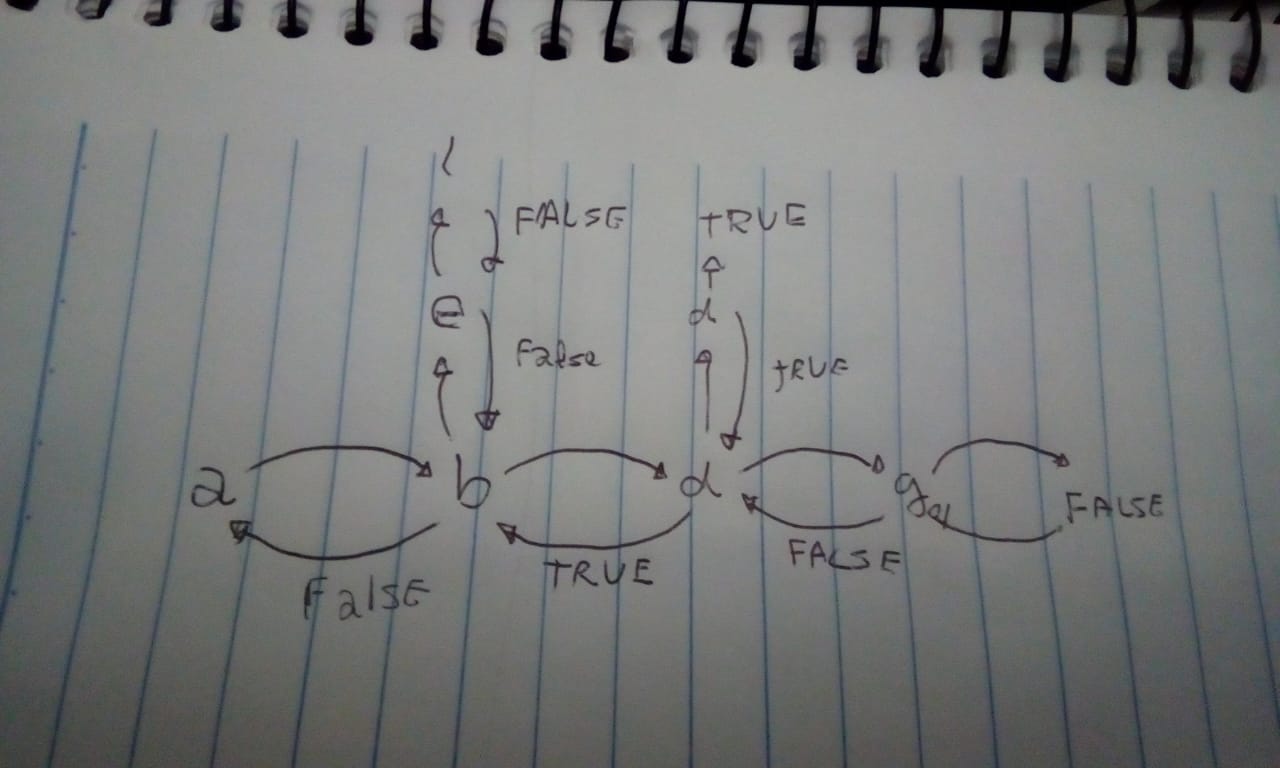 l
FALSE TRUE
E d
False TRUE
a b d g FALSE
FALSE
TRUE
FalSE